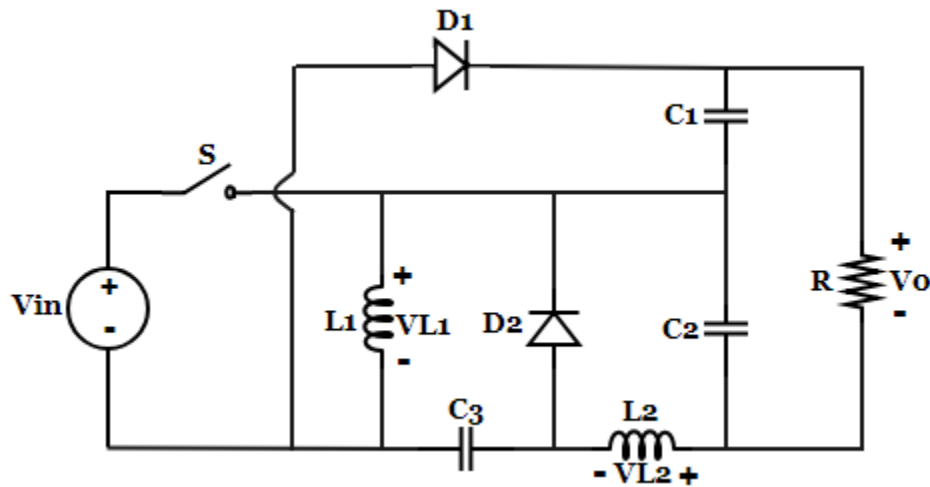 D1
C1
S
+
Vin
-
L1
+
VL1
-
D2
C2
R
+
Vo
-
C3
L2
- VL2 +